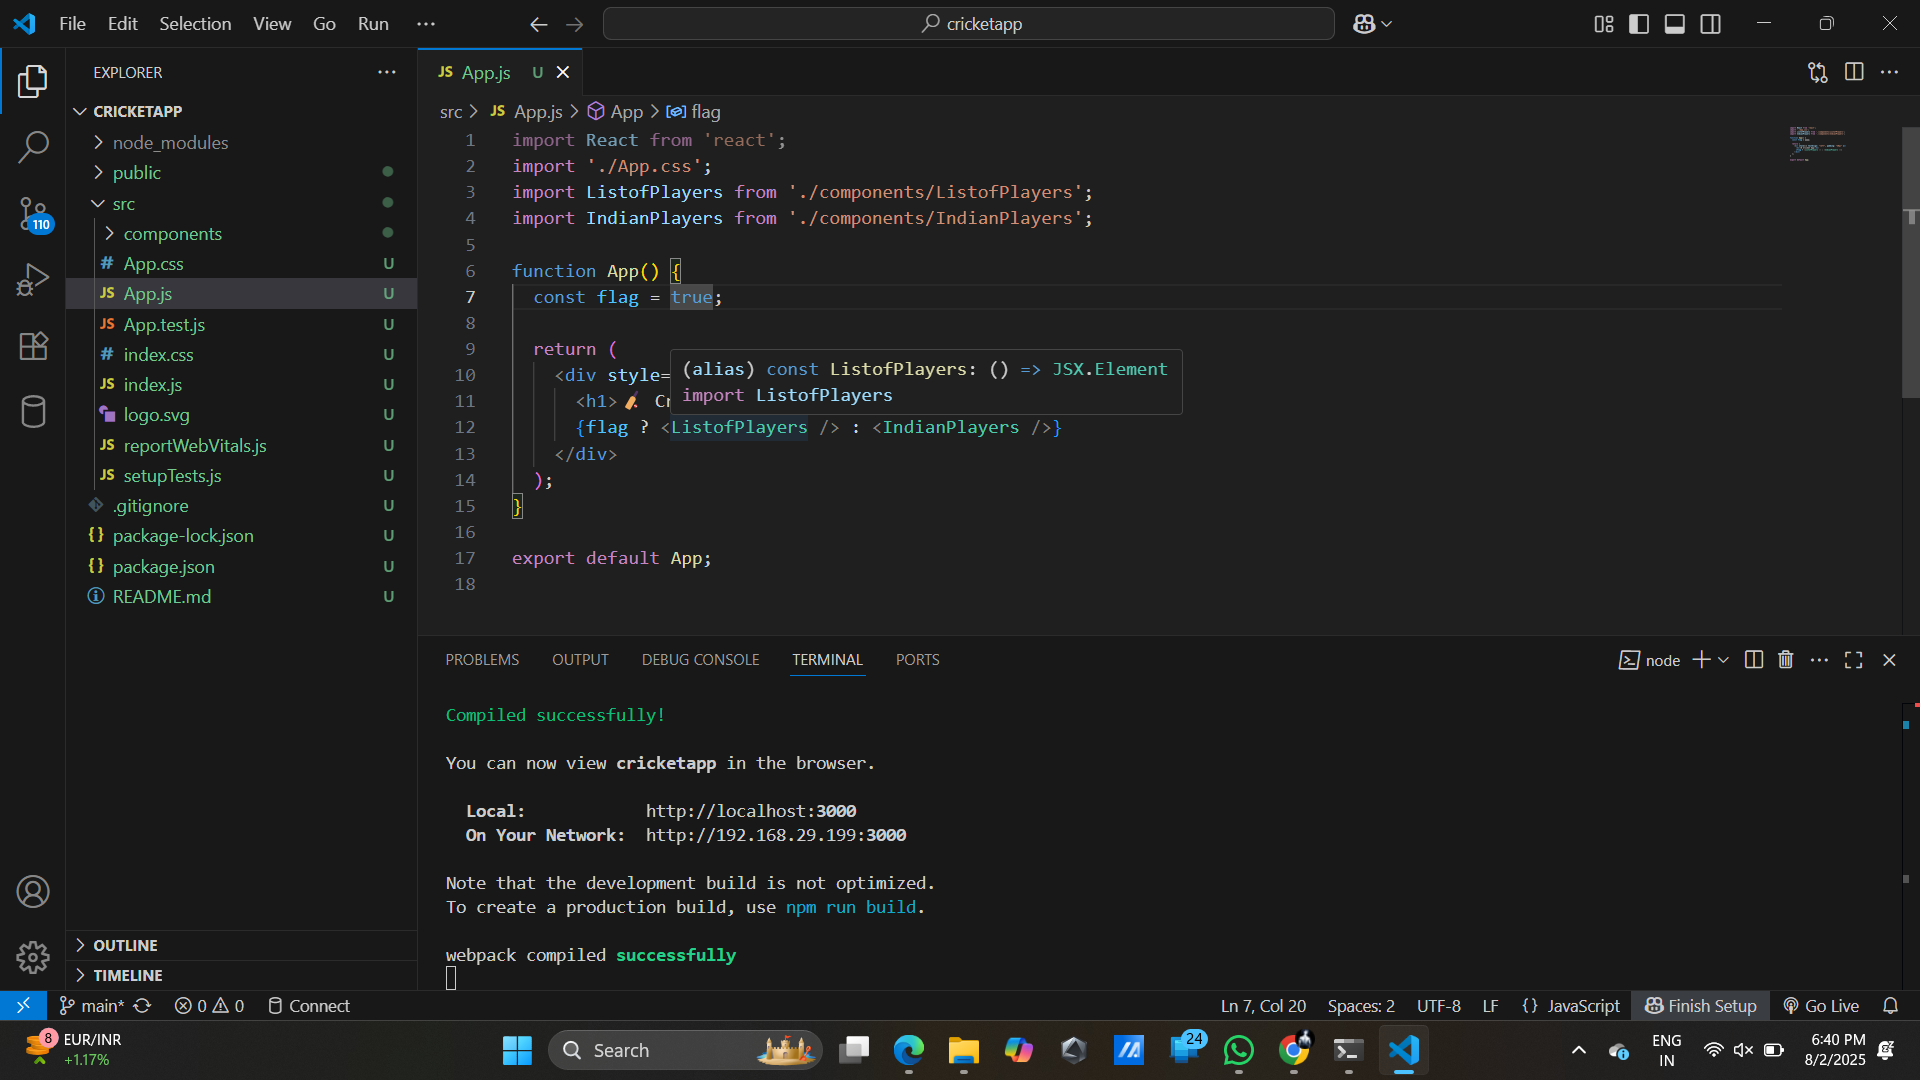 File Edit Selection View Go Run ··· cricketapp
EXPLORER
CRICKETAPP
node_modules
public
src
components
# App.css U
JS App.js U
JS App.test.js U
# index.css U
JS index.js U
logo.svg U
JS reportWebVitals.js U
JS setupTests.js U
.gitignore U
{} package-lock.json U
{} package.json U
README.md U
OUTLINE
TIMELINE
110
JS App.js U
src > JS App.js > App > flag
1 import React from 'react';
2 import './App.css';
3 import ListofPlayers from './components/ListofPlayers';
4 import IndianPlayers from './components/IndianPlayers';
5
6 function App() {
7 const flag = true;
8
9 return (
10 <div style=
11 <h1>🏏 Cr
12 {flag ? <ListofPlayers /> : <IndianPlayers />}
13 </div>
14 );
15 }
16
17 export default App;
18
(alias) const ListofPlayers: () => JSX.Element
import ListofPlayers
PROBLEMS OUTPUT DEBUG CONSOLE TERMINAL PORTS
node
Compiled successfully!
You can now view cricketapp in the browser.
Local: http://localhost:3000
On Your Network: http://192.168.29.199:3000
Note that the development build is not optimized.
To create a production build, use npm run build.
webpack compiled successfully
main* 0 0 Connect
Ln 7, Col 20 Spaces: 2 UTF-8 LF {} JavaScript Finish Setup Go Live
8 EUR/INR
+1.17%
Search
24
ENG
IN
6:40 PM
8/2/2025